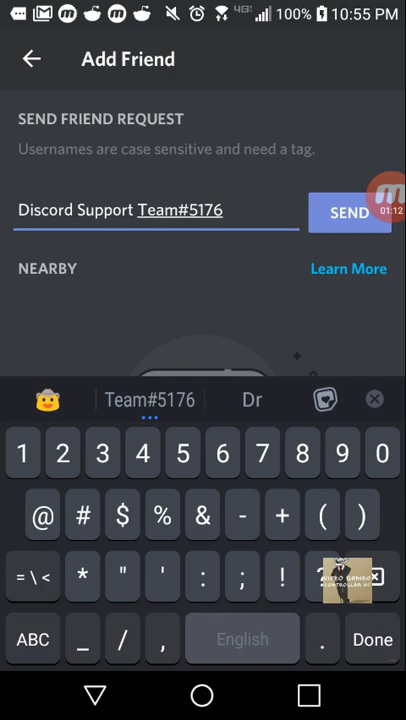 4G 100% 10:55 PM
Add Friend
SEND FRIEND REQUEST
Usernames are case sensitive and need a tag.
Discord Support Team#5176
SEND
01:12
NEARBY
Learn More
Team#5176 Dr
1 2 3 4 5 6 7 8 9 0
@ # $ % & - + ( )
= \ < * " ' : ; ! ?
ABC _ / , English . Done